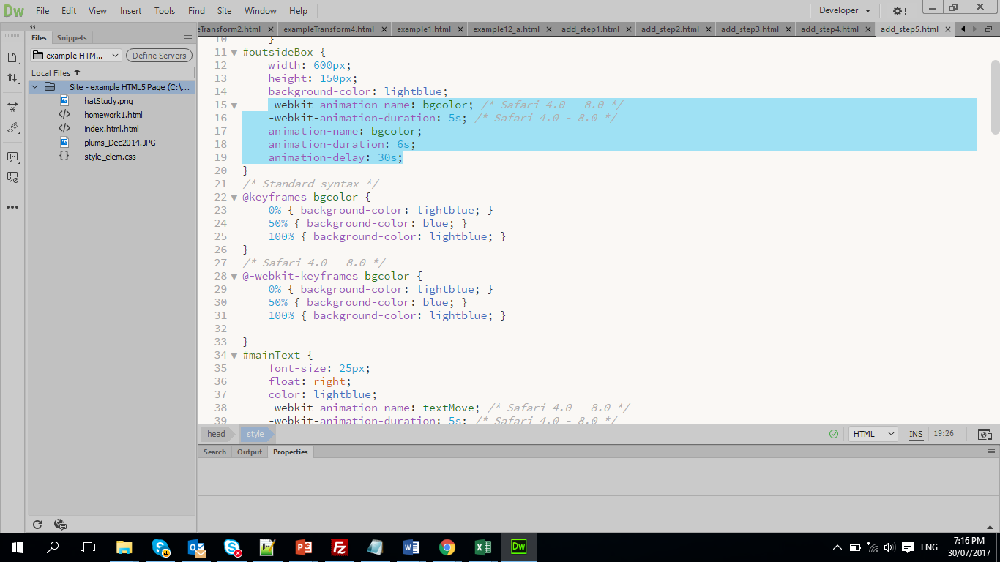 Dw File Edit View Insert Format Tools Find Site Window Help Developer
Files Snippets
example HTM... Define Servers
Local Files
Site - example HTML5 Page (C:\...
hatStudy.png
homework1.html
index.html.html
plums_Dec2014.JPG
style_elem.css
eTransform2.html exampleTransform4.html example1.html example12_a.html add_step1.html add_step2.html add_step3.html add_step4.html add_step5.html
10 }
11 #outsideBox {
12 width: 600px;
13 height: 150px;
14 background-color: lightblue;
15 -webkit-animation-name: bgcolor; /* Safari 4.0 - 8.0 */
16 -webkit-animation-duration: 5s; /* Safari 4.0 - 8.0 */
17 animation-name: bgcolor;
18 animation-duration: 6s;
19 animation-delay: 30s;
20 }
21 /* Standard syntax */
22 @keyframes bgcolor {
23 0% { background-color: lightblue; }
24 50% { background-color: blue; }
25 100% { background-color: lightblue; }
26 }
27 /* Safari 4.0 - 8.0 */
28 @-webkit-keyframes bgcolor {
29 0% { background-color: lightblue; }
30 50% { background-color: blue; }
31 100% { background-color: lightblue; }
32
33 }
34 #mainText {
35 font-size: 25px;
36 float: right;
37 color: lightblue;
38 -webkit-animation-name: textMove; /* Safari 4.0 - 8.0 */
39 -webkit-animation-duration: 5s; /* Safari 4.0 - 8.0 */
head style HTML INS 19:26
Search Output Properties
4 Dw ENG 7:16 PM
30/07/2017